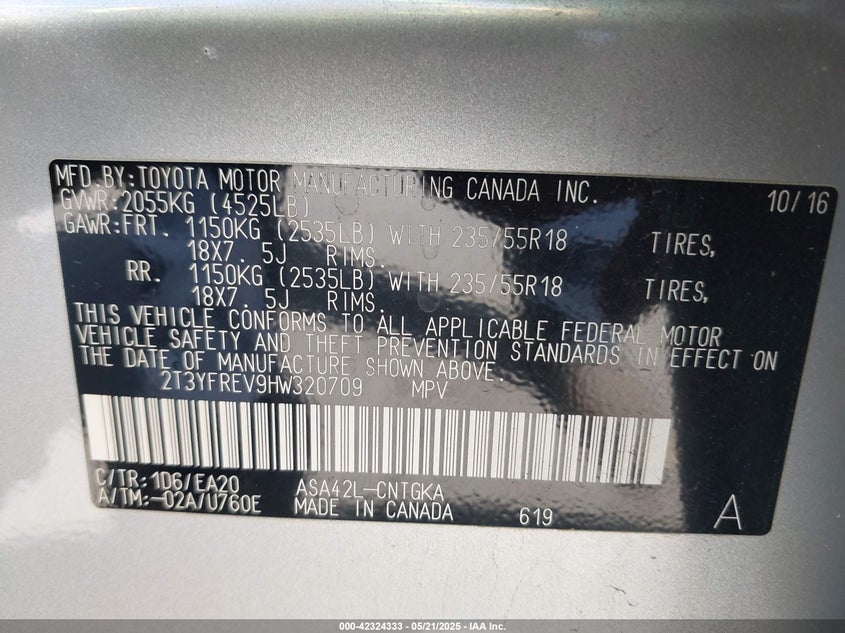 MFD.BY:TOYOTA MOTOR MANUFACTURING CANADA INC. 10/16
GVWR:2055KG (4525LB)
GAWR:FRT. 1150KG (2535LB) WITH 235/55R18 TIRES,
18X7. 5J RIMS.
RR. 1150KG (2535LB) WITH 235/55R18 TIRES,
18X7. 5J RIMS.
THIS VEHICLE CONFORMS TO ALL APPLICABLE FEDERAL MOTOR
VEHICLE SAFETY AND THEFT PREVENTION STANDARDS IN EFFECT ON
THE DATE OF MANUFACTURE SHOWN ABOVE.
2T3YFREV9HW320709 MPV
C/TR:1D6/EA20 ASA42L-CNTGKA
A/TM:-02A/U760E MADE IN CANADA 619 A
000-42324333 - 05/21/2025 - IAA Inc.